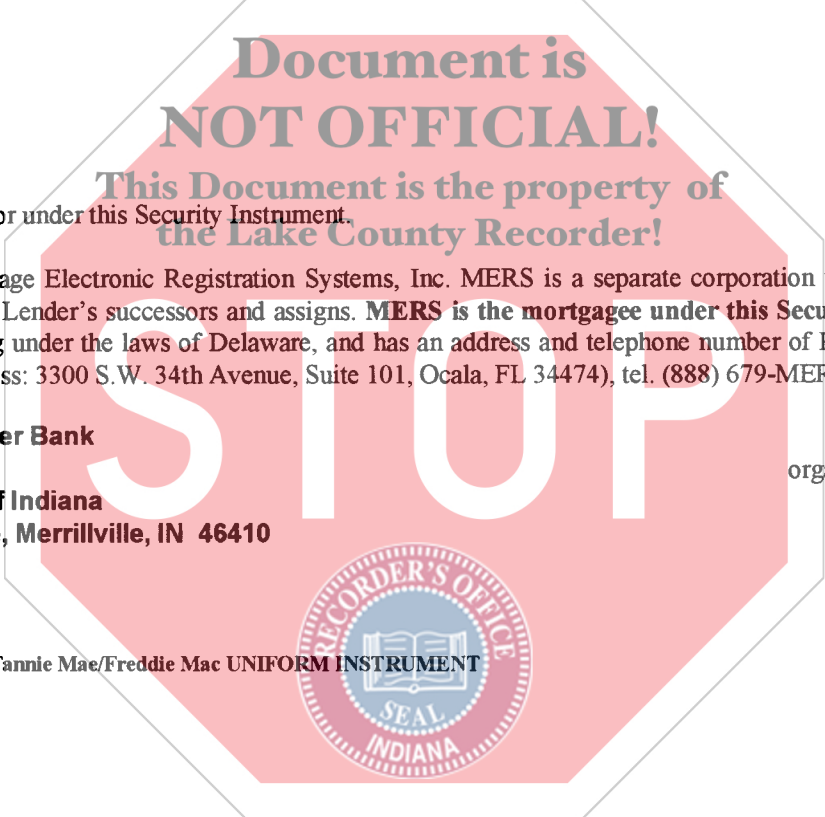 Document is
NOT OFFICIAL!
This Document is the property of
or under this Security Instrument.
the Lake County Recorder!
age Electronic Registration Systems, Inc. MERS is a separate corporation
Lender's successors and assigns. MERS is the mortgagee under this Secu
g under the laws of Delaware, and has an address and telephone number of
ss: 3300 S.W. 34th Avenue, Suite 101, Ocala, FL 34474), tel. (888) 679-MER
er Bank
orga
f Indiana
, Merrillville, IN 46410
STOP
RECORDER'S OFFICE
SEAL
INDIANA
Fannie Mae/Freddie Mac UNIFORM INSTRUMENT